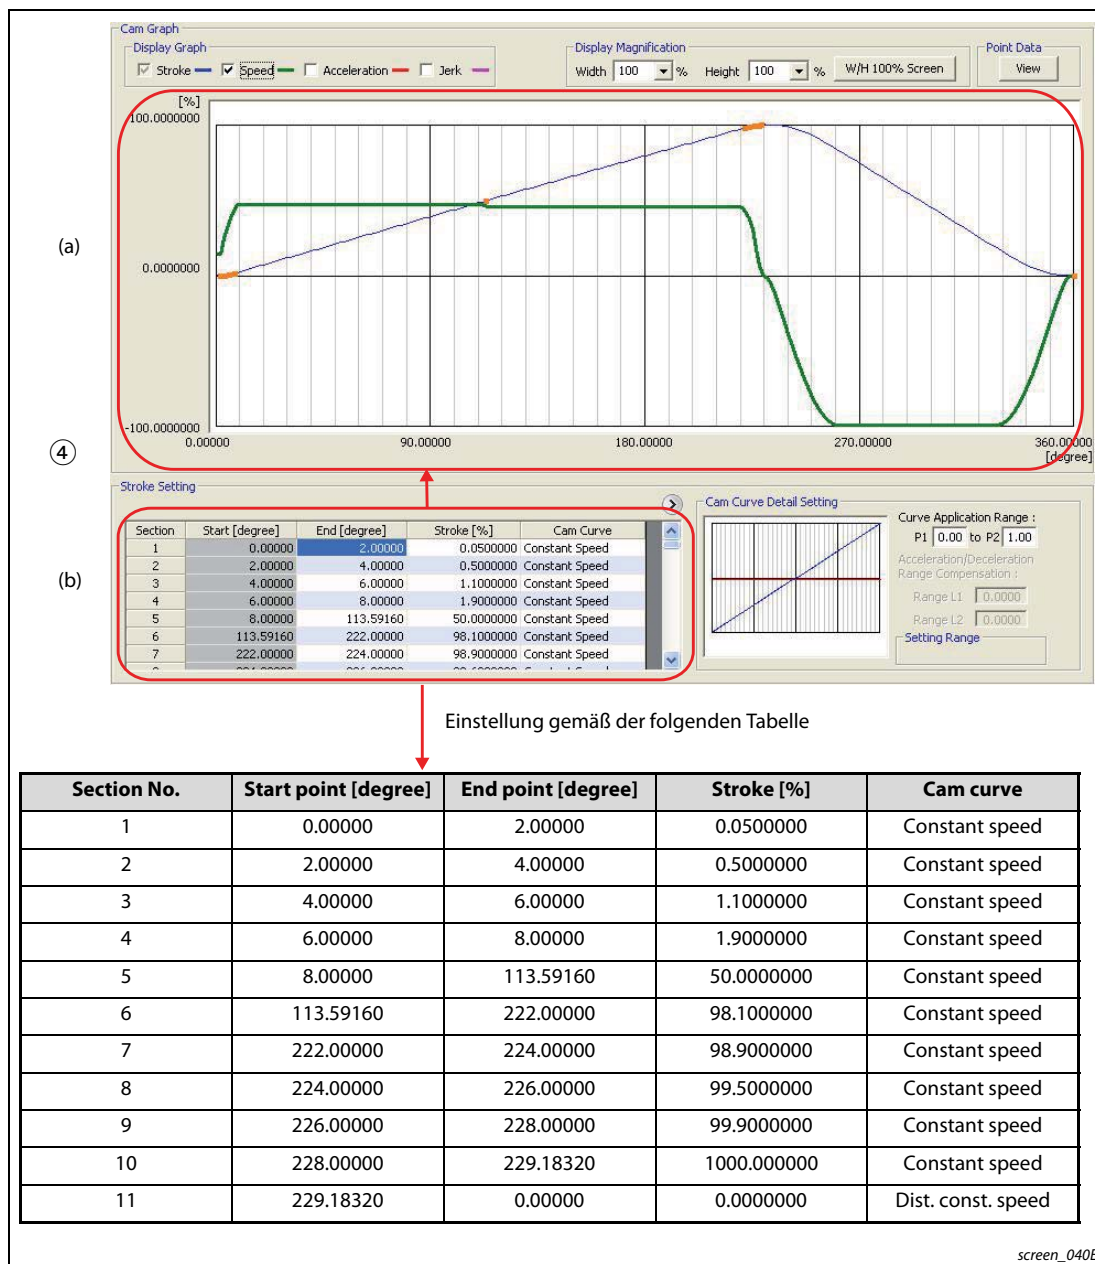 Cam Graph
Display Graph
Stroke Speed Acceleration Jerk
Display Magnification
Width 100 % Height 100 % W/H 100% Screen
Point Data
View
[%]
100.0000000
(a)
0.0000000
-100.0000000
0.00000 90.00000 180.00000 270.00000 360.00000
[degree]
④
Stroke Setting
Section Start [degree] End [degree] Stroke [%] Cam Curve
1 0.00000 2.00000 0.0500000 Constant Speed
2 2.00000 4.00000 0.5000000 Constant Speed
3 4.00000 6.00000 1.1000000 Constant Speed
4 6.00000 8.00000 1.9000000 Constant Speed
5 8.00000 113.59160 50.0000000 Constant Speed
6 113.59160 222.00000 98.1000000 Constant Speed
7 222.00000 224.00000 98.9000000 Constant Speed
(b)
Cam Curve Detail Setting
Curve Application Range :
P1 0.00 to P2 1.00
Acceleration/Deceleration
Range Compensation :
Range L1 0.0000
Range L2 0.0000
Setting Range
Einstellung gemäß der folgenden Tabelle
Section No. Start point [degree] End point [degree] Stroke [%] Cam curve
1 0.00000 2.00000 0.0500000 Constant speed
2 2.00000 4.00000 0.5000000 Constant speed
3 4.00000 6.00000 1.1000000 Constant speed
4 6.00000 8.00000 1.9000000 Constant speed
5 8.00000 113.59160 50.0000000 Constant speed
6 113.59160 222.00000 98.1000000 Constant speed
7 222.00000 224.00000 98.9000000 Constant speed
8 224.00000 226.00000 99.5000000 Constant speed
9 226.00000 228.00000 99.9000000 Constant speed
10 228.00000 229.18320 1000.000000 Constant speed
11 229.18320 0.00000 0.0000000 Dist. const. speed